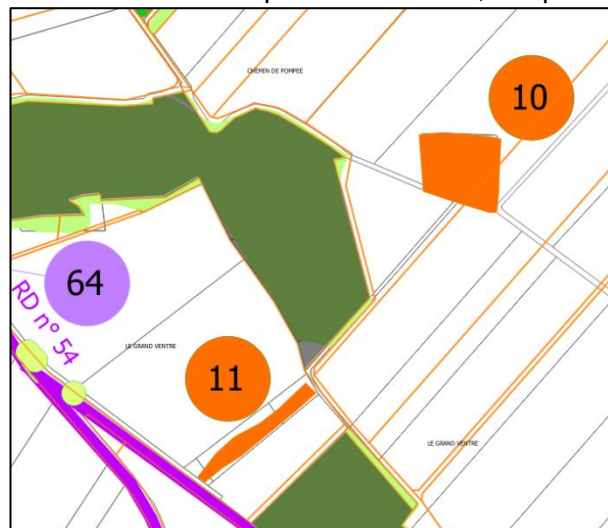 CHEMIN DE POMPEE
10
64
RD n° 54
LE GRAND VENTRE
11
LE GRAND VENTRE